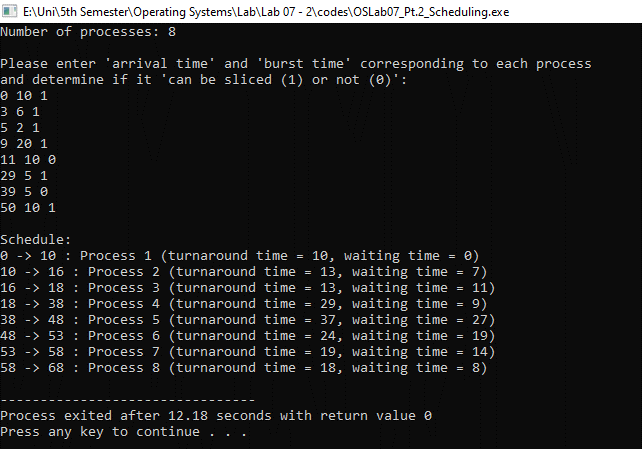 E:\Uni\5th Semester\Operating Systems\Lab\Lab 07 - 2\codes\OSLab07_Pt.2_Scheduling.exe
Number of processes: 8
Please enter 'arrival time' and 'burst time' corresponding to each process
and determine if it 'can be sliced (1) or not (0)':
0 10 1
3 6 1
5 2 1
9 20 1
11 10 0
29 5 1
39 5 0
50 10 1
Schedule:
0 -> 10 : Process 1 (turnaround time = 10, waiting time = 0)
10 -> 16 : Process 2 (turnaround time = 13, waiting time = 7)
16 -> 18 : Process 3 (turnaround time = 13, waiting time = 11)
18 -> 38 : Process 4 (turnaround time = 29, waiting time = 9)
38 -> 48 : Process 5 (turnaround time = 37, waiting time = 27)
48 -> 53 : Process 6 (turnaround time = 24, waiting time = 19)
53 -> 58 : Process 7 (turnaround time = 19, waiting time = 14)
58 -> 68 : Process 8 (turnaround time = 18, waiting time = 8)
--------------------------------
Process exited after 12.18 seconds with return value 0
Press any key to continue . . .